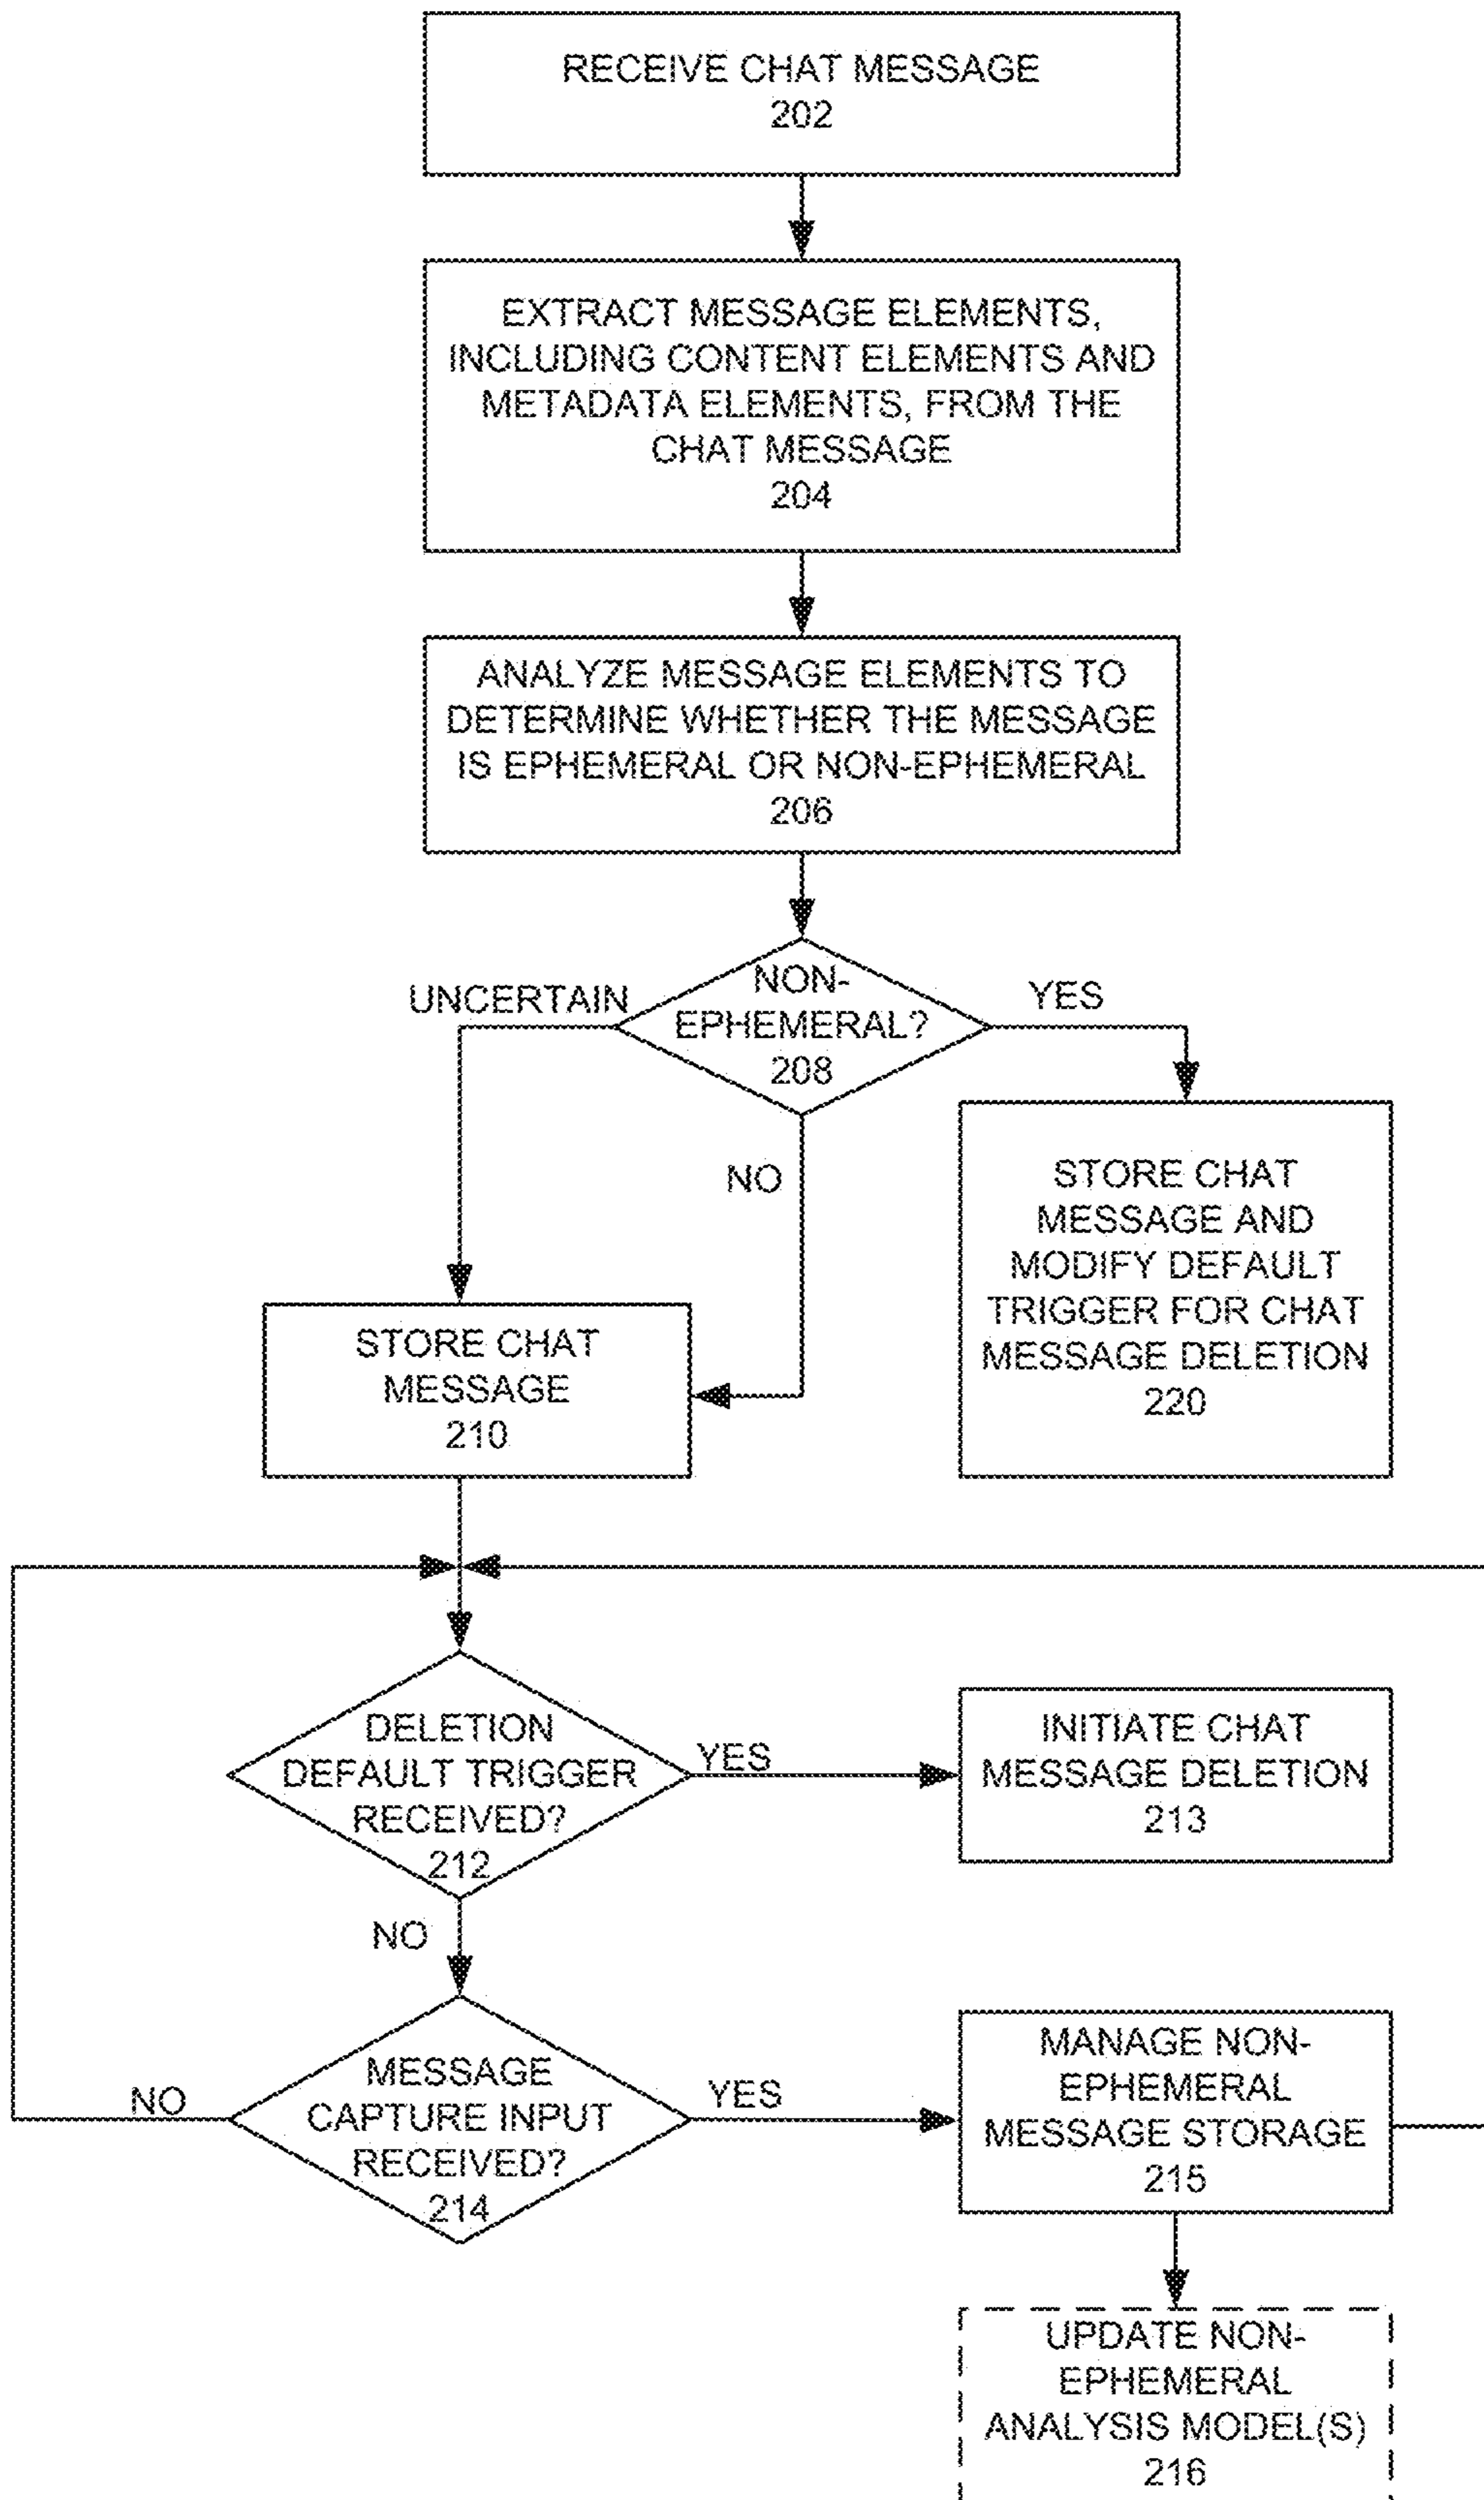 RECEIVE CHAT MESSAGE
202
EXTRACT MESSAGE ELEMENTS,
INCLUDING CONTENT ELEMENTS AND
METADATA ELEMENTS, FROM THE
CHAT MESSAGE
204
ANALYZE MESSAGE ELEMENTS TO
DETERMINE WHETHER THE MESSAGE
IS EPHEMERAL OR NON-EPHEMERAL
206
NON-
EPHEMERAL?
208
UNCERTAIN
YES
NO
STORE CHAT
MESSAGE AND
MODIFY DEFAULT
TRIGGER FOR CHAT
MESSAGE DELETION
220
STORE CHAT
MESSAGE
210
DELETION
DEFAULT TRIGGER
RECEIVED?
212
YES
INITIATE CHAT
MESSAGE DELETION
213
NO
MESSAGE
CAPTURE INPUT
RECEIVED?
214
NO
YES
MANAGE NON-
EPHEMERAL
MESSAGE STORAGE
215
UPDATE NON-
EPHEMERAL
ANALYSIS MODEL(S)
216